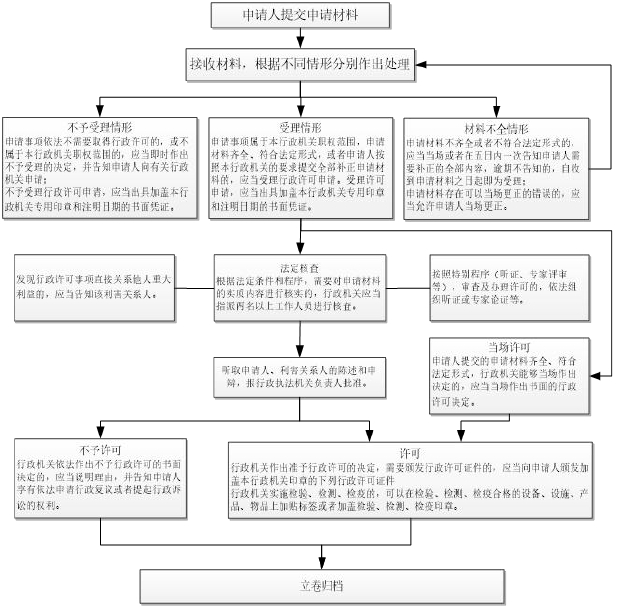 申请人提交申请材料
接收材料，根据不同情形分别作出处理
不予受理情形
申请事项依法不需要取得行政许可的，或不
属于本行政机关职权范围的，应当即时作出
不予受理的决定，并告知申请人向有关行政
机关申请；
不予受理行政许可申请，应当出具加盖本行
政机关专用印章和注明日期的书面凭证。
受理情形
申请事项属于本行政机关职权范围，申请
材料齐全、符合法定形式，或者申请人按
照本行政机关的要求提交全部补正申请材
料的，应当受理行政许可申请。受理许可
申请，应当出具加盖本行政机关专用印章
和注明日期的书面凭证。
材料不全情形
申请材料不齐全或者不符合法定形式的，
应当当场或者在五日内一次告知申请人需
要补正的全部内容，逾期不告知的，自收
到申请材料之日起即为受理；
申请材料存在可以当场更正的错误的，应
当允许申请人当场更正。
发现行政许可事项直接关系他人重大
利益的，应当告知该利害关系人。
法定核查
根据法定条件和程序，需要对申请材料
的实质内容进行核实的，行政机关应当
指派两名以上工作人员进行核查。
按照特别程序（听证、专家评审
等），审查及办理许可的，依法组
织听证或专家论证等。
听取申请人、利害关系人的陈述和申
辩，报行政执法机关负责人批准。
当场许可
申请人提交的申请材料齐全、符合
法定形式，行政机关能够当场作出
决定的，应当当场作出书面的行政
许可决定。
不予许可
行政机关依法作出不予行政许可的书面
决定的，应当说明理由，并告知申请人
享有依法申请行政复议或者提起行政诉
讼的权利。
许可
行政机关作出准予行政许可的决定，需要颁发行政许可证件的，应当向申请人颁发加
盖本行政机关印章的下列行政许可证件
行政机关实施检验、检测、检疫的，可以在检验、检测、检疫合格的设备、设施、产
品、物品上加贴标签或者加盖检验、检测、检疫印章。
立卷归档